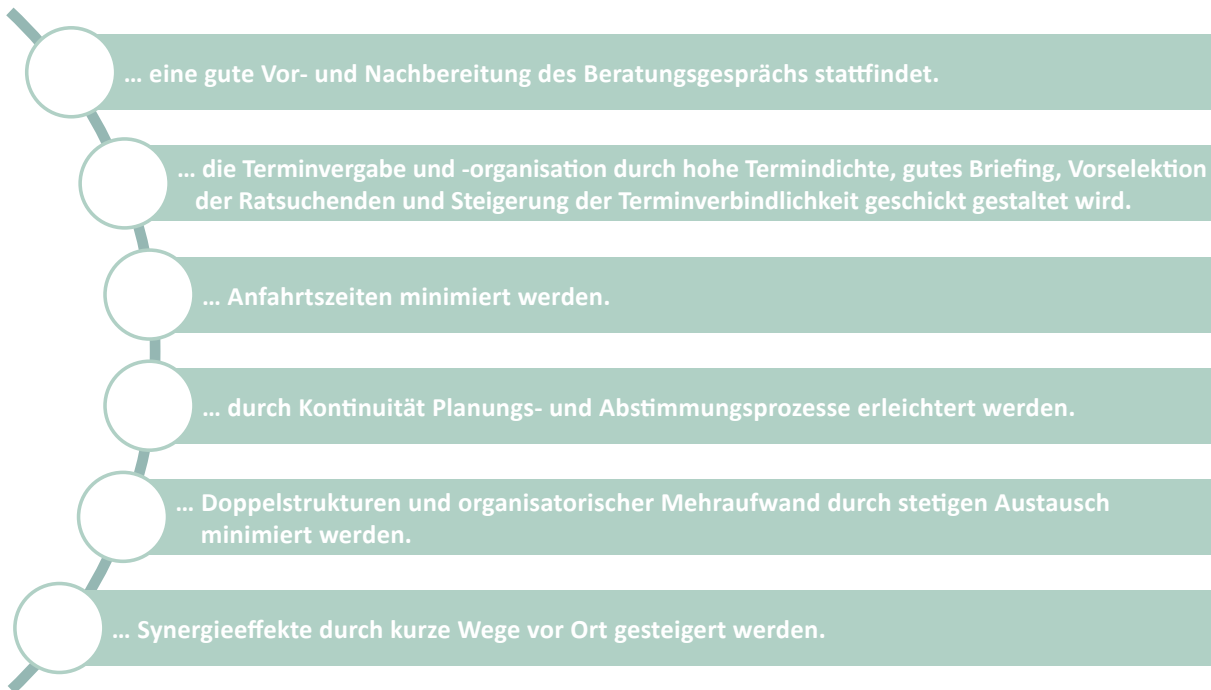 … eine gute Vor- und Nachbereitung des Beratungsgesprächs stattfindet.
… die Terminvergabe und -organisation durch hohe Termindichte, gutes Briefing, Vorselektion
der Ratsuchenden und Steigerung der Terminverbindlichkeit geschickt gestaltet wird.
… Anfahrtszeiten minimiert werden.
… durch Kontinuität Planungs- und Abstimmungsprozesse erleichtert werden.
… Doppelstrukturen und organisatorischer Mehraufwand durch stetigen Austausch
minimiert werden.
… Synergieeffekte durch kurze Wege vor Ort gesteigert werden.